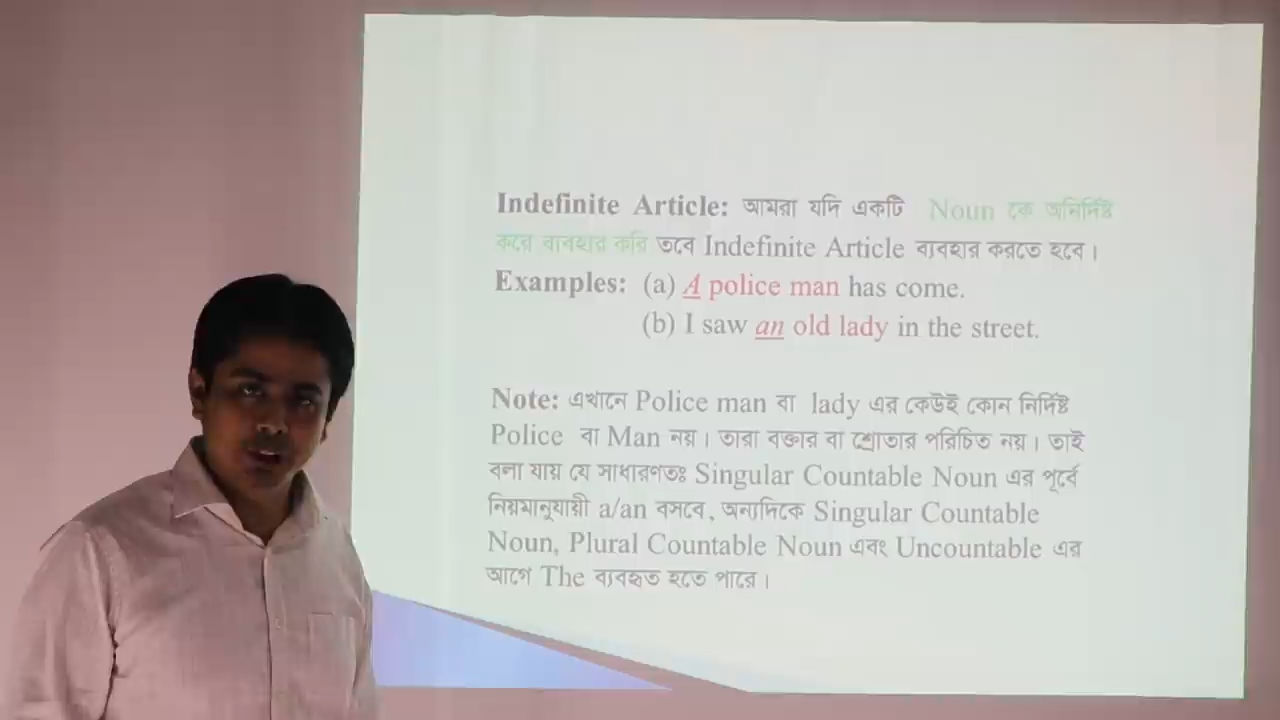 Indefinite Article: আমরা যদি একটি Noun কে অনির্দিষ্ট
করে ব্যবহার করি তবে Indefinite Article ব্যবহার করতে হবে।
Examples: (a) A police man has come.
(b) I saw an old lady in the street.
Note: এখানে Police man বা lady এর কেউই কোন নির্দিষ্ট
Police বা Man নয়। তারা বক্তার বা শ্রোতার পরিচিত নয়। তাই
বলা যায় যে সাধারণতঃ Singular Countable Noun এর পূর্বে
নিয়মানুযায়ী a/an বসবে, অন্যদিকে Singular Countable
Noun, Plural Countable Noun এবং Uncountable এর
আগে The ব্যবহৃত হতে পারে।